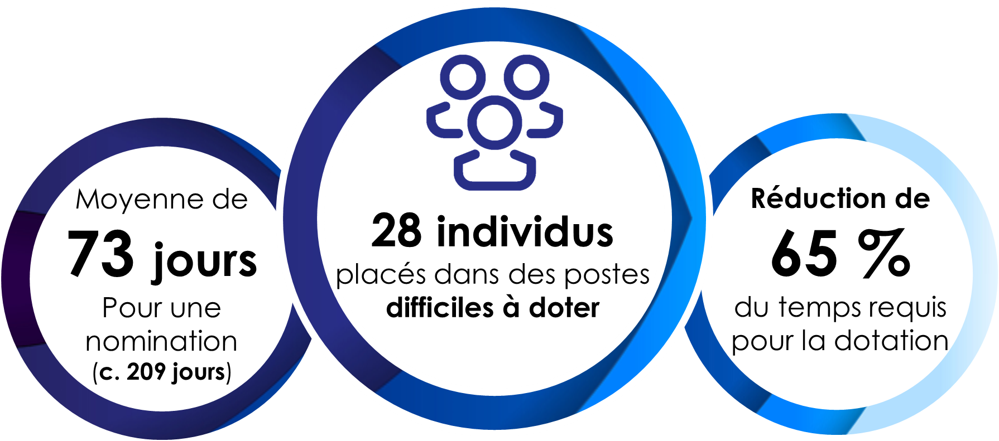 Moyenne de
73 jours
Pour une
nomination
(c. 209 jours)
28 individus
placés dans des postes
difficiles à doter
Réduction de
65 %
du temps requis
pour la dotation